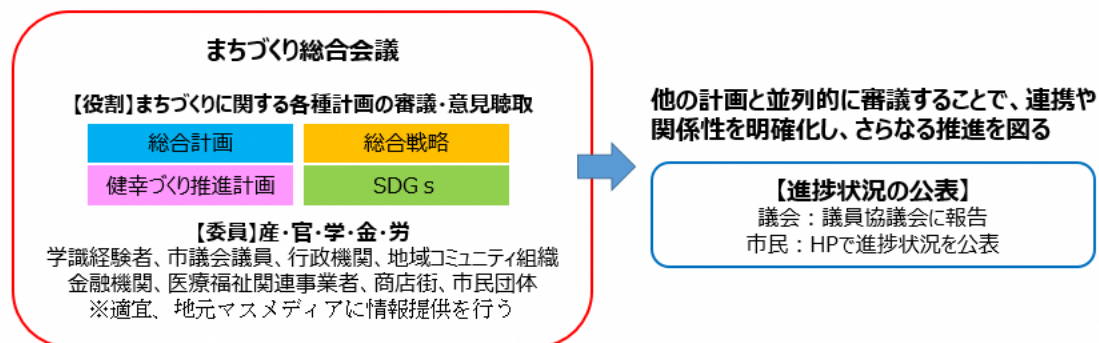 まちづくり総合会議
【役割】まちづくりに関する各種計画の審議・意見聴取
総合計画
総合戦略
健幸づくり推進計画
SDGs
【委員】産・官・学・金・労
学識経験者、市議会議員、行政機関、地域コミュニティ組織
金融機関、医療福祉関連事業者、商店街、市民団体
※適宜、地元マスメディアに情報提供を行う
他の計画と並列的に審議することで、連携や
関係性を明確化し、さらなる推進を図る
【進捗状況の公表】
議会：議員協議会に報告
市民：HPで進捗状況を公表